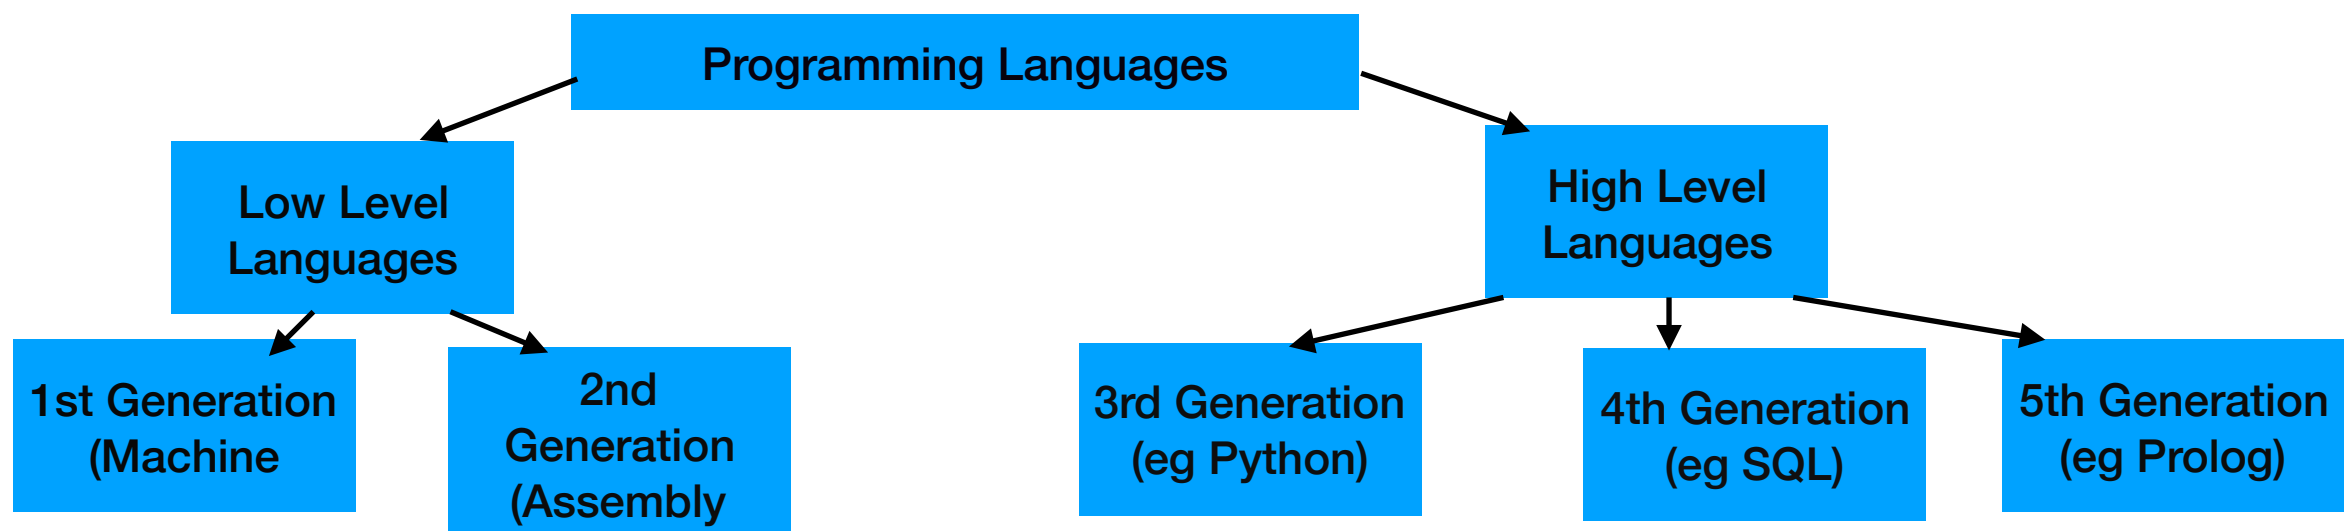 Programming Languages
Low Level
Languages
High Level
Languages
1st Generation
(Machine
2nd
Generation
(Assembly
3rd Generation
(eg Python)
4th Generation
(eg SQL)
5th Generation
(eg Prolog)